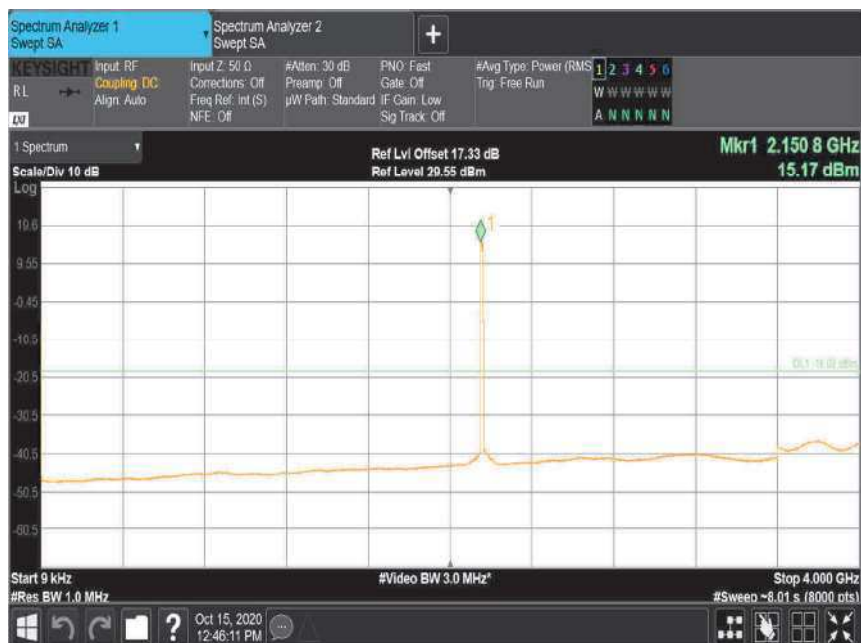 Spectrum Analyzer 1
Swept SA
Spectrum Analyzer 2
Swept SA
+
KEYSIGHT
RL
LXI
Input: RF
Coupling: DC
Align: Auto
Input Z: 50 Ω
Corrections: Off
Freq Ref: Int (S)
NFE: Off
#Atten: 30 dB
Preamp: Off
µW Path: Standard
PNO: Fast
Gate: Off
IF Gain: Low
Sig Track: Off
#Avg Type: Power (RMS
Trig: Free Run
1 2 3 4 5 6
W W W W W W
A N N N N N
1 Spectrum
Scale/Div 10 dB
Ref Lvl Offset 17.33 dB
Ref Level 29.55 dBm
Mkr1 2.150 8 GHz
15.17 dBm
Log
1
19.6
9.55
-0.45
-10.5
-20.5
-30.5
-40.5
-50.5
-60.5
Start 9 kHz
#Res BW 1.0 MHz
#Video BW 3.0 MHz*
Stop 4.000 GHz
#Sweep ~8.01 s (8000 pts)
?
Oct 15, 2020
12:46:11 PM